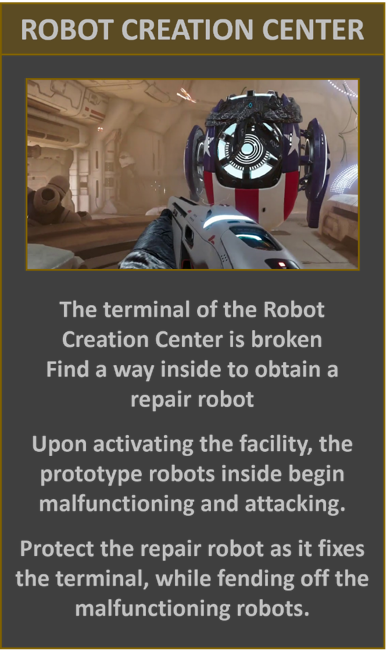 ROBOT CREATION CENTER
The terminal of the Robot
Creation Center is broken
Find a way inside to obtain a
repair robot
Upon activating the facility, the
prototype robots inside begin
malfunctioning and attacking.
Protect the repair robot as it fixes
the terminal, while fending off the
malfunctioning robots.